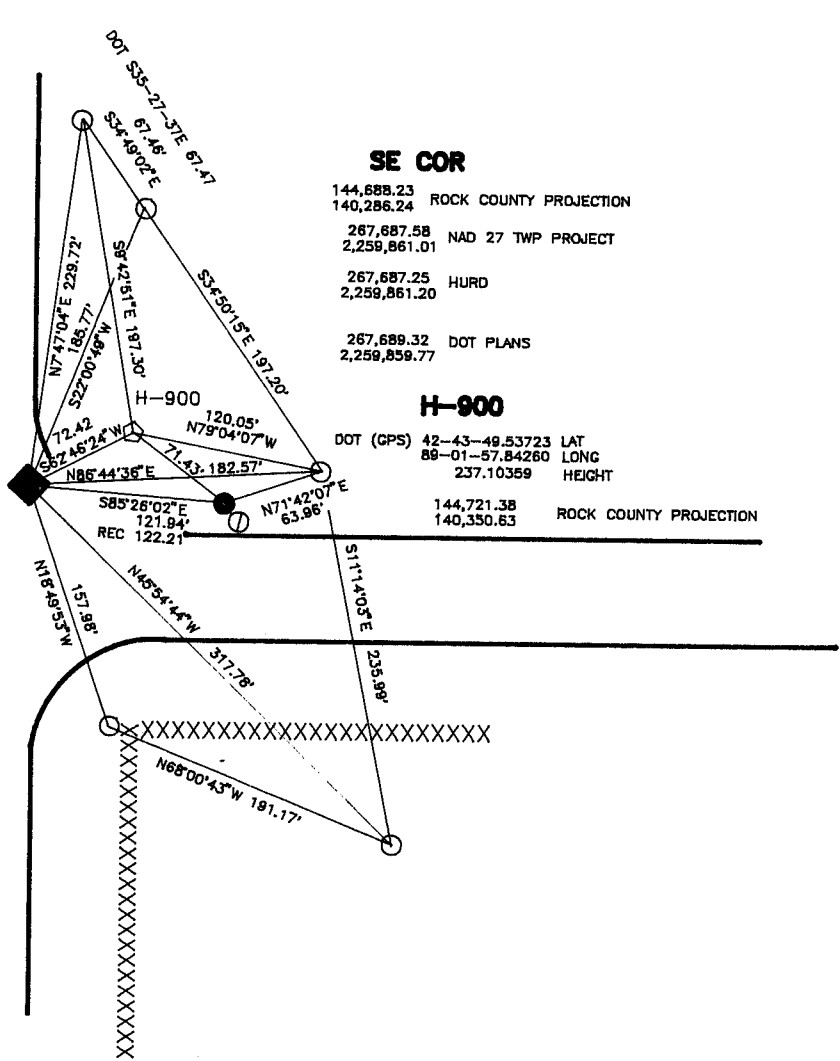 DOT S35-27-37E 67.47
67.46'
S34°49'02"E
SE COR
144,688.23
140,286.24 ROCK COUNTY PROJECTION
267,687.58
2,259,861.01 NAD 27 TWP PROJECT
267,687.25
2,259,861.20 HURD
267,689.32
2,259,859.77 DOT PLANS
N7°47'04"E 229.72'
185.77'
S22°00'49"W
S9°42'51"E 197.30'
S34°50'15"E 197.20'
H-900
H-900
DOT (GPS) 42-43-49.53723 LAT
89-01-57.84260 LONG
237.10359 HEIGHT
144,721.38
140,350.63 ROCK COUNTY PROJECTION
72.42
S62°46'24"W
120.05'
N79°04'07"W
71.43'
N86°44'36"E 182.57'
S85°26'02"E
121.94'
REC 122.21'
N71°42'07"E
63.96'
N18°49'53"W
157.98'
N45°54'44"W 317.78'
S11°14'03"E 235.99'
XXXXXXXXXXXXXXXXXXXXXXXXXXXX
N68°00'43"W 191.17'